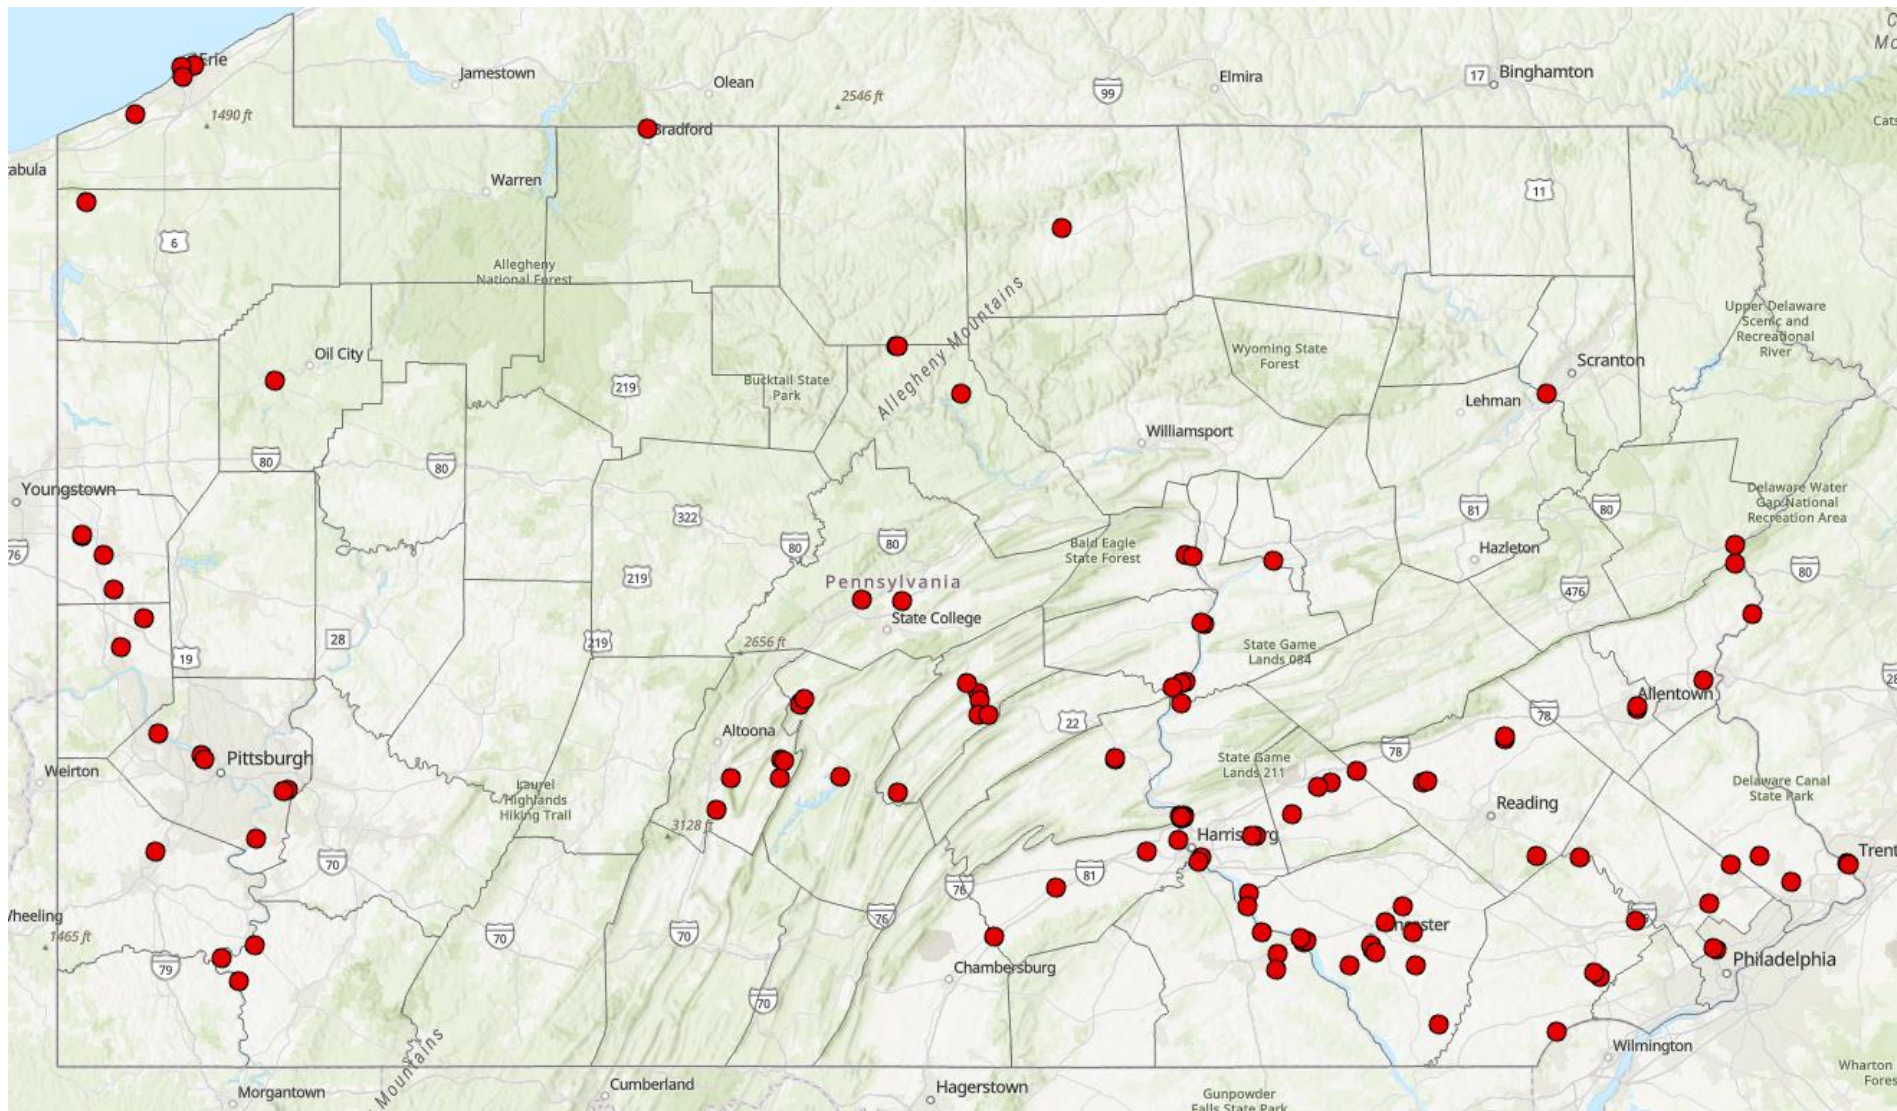 Erie
Jamestown
Olean
Elmira
17
Binghamton
2546 ft
99
1490 ft
Bradford
Cats
abula
Warren
11
6
Allegheny
National Forest
Allegheny Mountains
Upper Delaware
Scenic and
Recreational
River
Oil City
Wyoming State
Forest
Scranton
219
Bucktail State
Park
Lehman
Williamsport
80
80
Youngstown
Delaware Water
Gap National
Recreation Area
322
81
80
76
80
80
Bald Eagle
State Forest
Hazleton
80
219
Pennsylvania
476
State College
28
219
2656 ft
State Game
Lands 084
19
28
Allentown
22
78
Altoona
78
Pittsburgh
State Game
Lands 211
Weirton
Laurel
Highlands
Hiking Trail
Delaware Canal
State Park
Reading
3128 ft
Harrisburg
Trent
70
81
76
76
Wheeling
1465 ft
70
70
79
Chambersburg
Philadelphia
70
Mountains
Wilmington
Cumberland
Hagerstown
Morgantown
Gunpowder
Falls State Park
Wharton
Fores